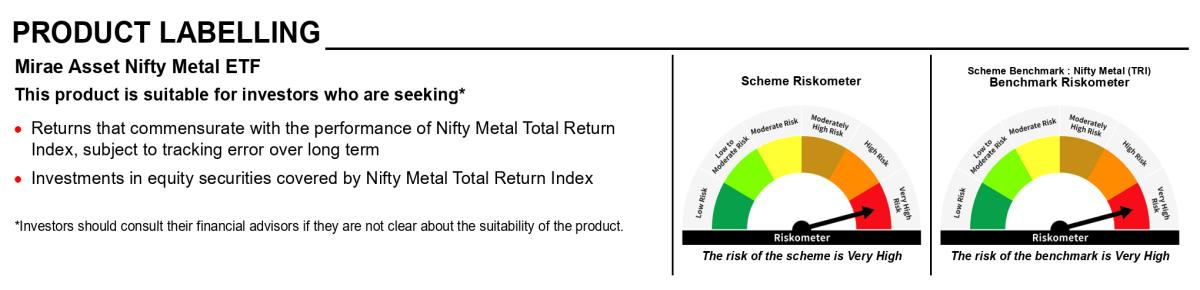 PRODUCT LABELLING
Mirae Asset Nifty Metal ETF
This product is suitable for investors who are seeking*
Returns that commensurate with the performance of Nifty Metal Total Return
Index, subject to tracking error over long term
Investments in equity securities covered by Nifty Metal Total Return Index
*Investors should consult their financial advisors if they are not clear about the suitability of the product.
Scheme Riskometer
Low Risk
Low to
Moderate Risk
Moderate Risk
Moderately
High Risk
High Risk
Very High
Risk
Riskometer
The risk of the scheme is Very High
Scheme Benchmark : Nifty Metal (TRI)
Benchmark Riskometer
Low Risk
Low to
Moderate Risk
Moderate Risk
Moderately
High Risk
High Risk
Very High
Risk
Riskometer
The risk of the benchmark is Very High